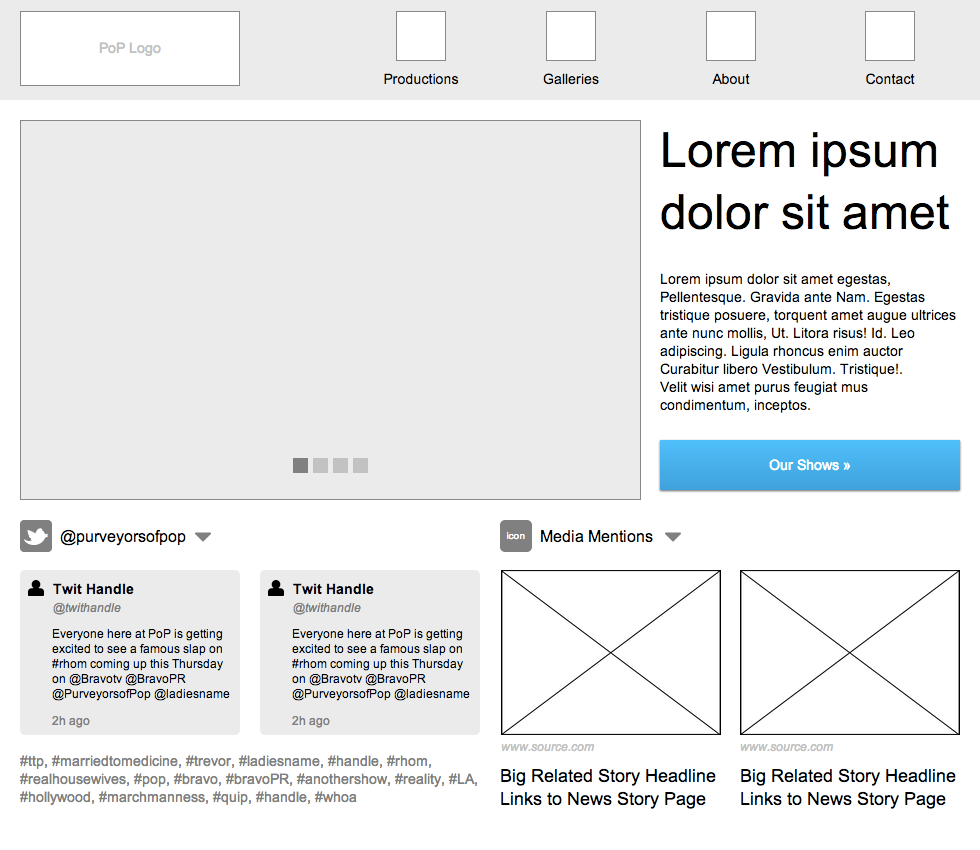 PoP Logo
Productions
Galleries
About
Contact
Lorem ipsum
dolor sit amet
Lorem ipsum dolor sit amet egestas,
Pellentesque. Gravida ante Nam. Egestas
tristique posuere, torquent amet augue ultrices
ante nunc mollis, Ut. Litora risus! Id. Leo
adipiscing. Ligula rhoncus enim auctor
Curabitur libero Vestibulum. Tristique!.
Velit wisi amet purus feugiat mus
condimentum, inceptos.
Our Shows »
@purveyorsofpop
Twit Handle
@twithandle
Everyone here at PoP is getting
excited to see a famous slap on
#rhom coming up this Thursday
on @Bravotv @BravoPR
@PurveyorsofPop @ladiesname
2h ago
Twit Handle
@twithandle
Everyone here at PoP is getting
excited to see a famous slap on
#rhom coming up this Thursday
on @Bravotv @BravoPR
@PurveyorsofPop @ladiesname
2h ago
#ttp, #marriedtomedicine, #trevor, #ladiesname, #handle, #rhom,
#realhousewives, #pop, #bravo, #bravoPR, #anothershow, #reality, #LA,
#hollywood, #marchmanness, #quip, #handle, #whoa
icon
Media Mentions
www.source.com
Big Related Story Headline
Links to News Story Page
www.source.com
Big Related Story Headline
Links to News Story Page